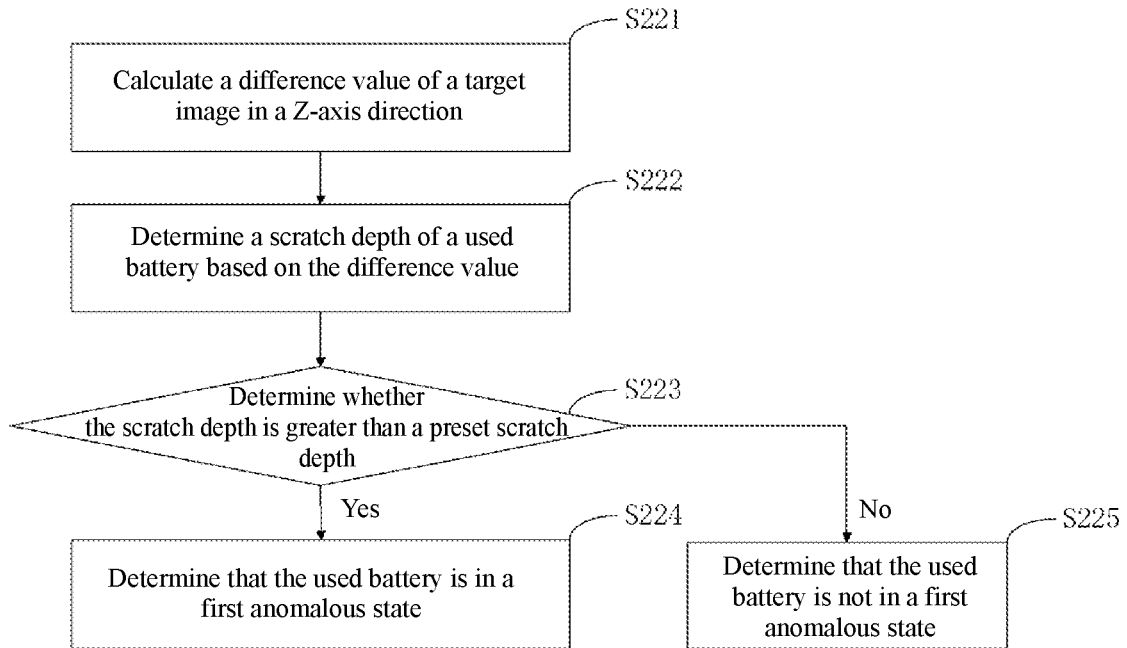 S221
Calculate a difference value of a target
image in a Z-axis direction
S222
Determine a scratch depth of a used
battery based on the difference value
S223
Determine whether
the scratch depth is greater than a preset scratch
depth
Yes
No
S224
Determine that the used battery is in a
first anomalous state
S225
Determine that the used
battery is not in a first
anomalous state